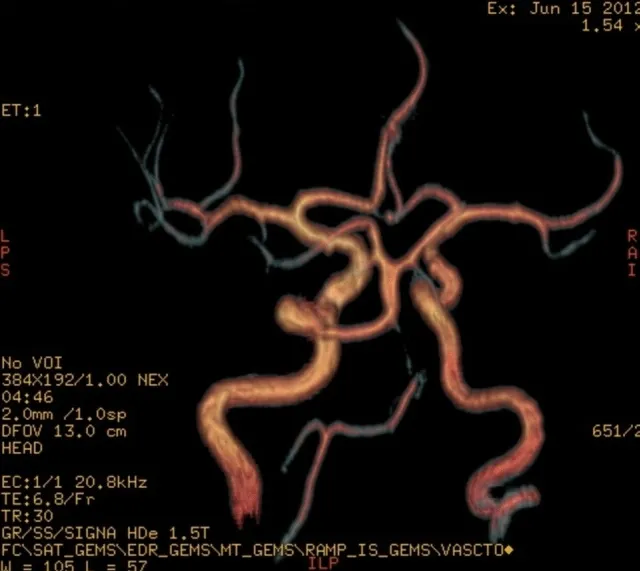 Ex: Jun 15 2012
1.54 x
ET:1
L
P
S
R
A
I
No VOI
384X192/1.00 NEX
04:46
2.0mm /1.0sp
DFOV 13.0 cm
HEAD
651/2
EC:1/1 20.8kHz
TE:6.8/Fr
TR:30
GR/SS/SIGNA HDe 1.5T
FC\SAT_GEMS\EDR_GEMS\MT_GEMS\RAMP_IS_GEMS\VASCTO◆
W = 105 L = 57
ILP